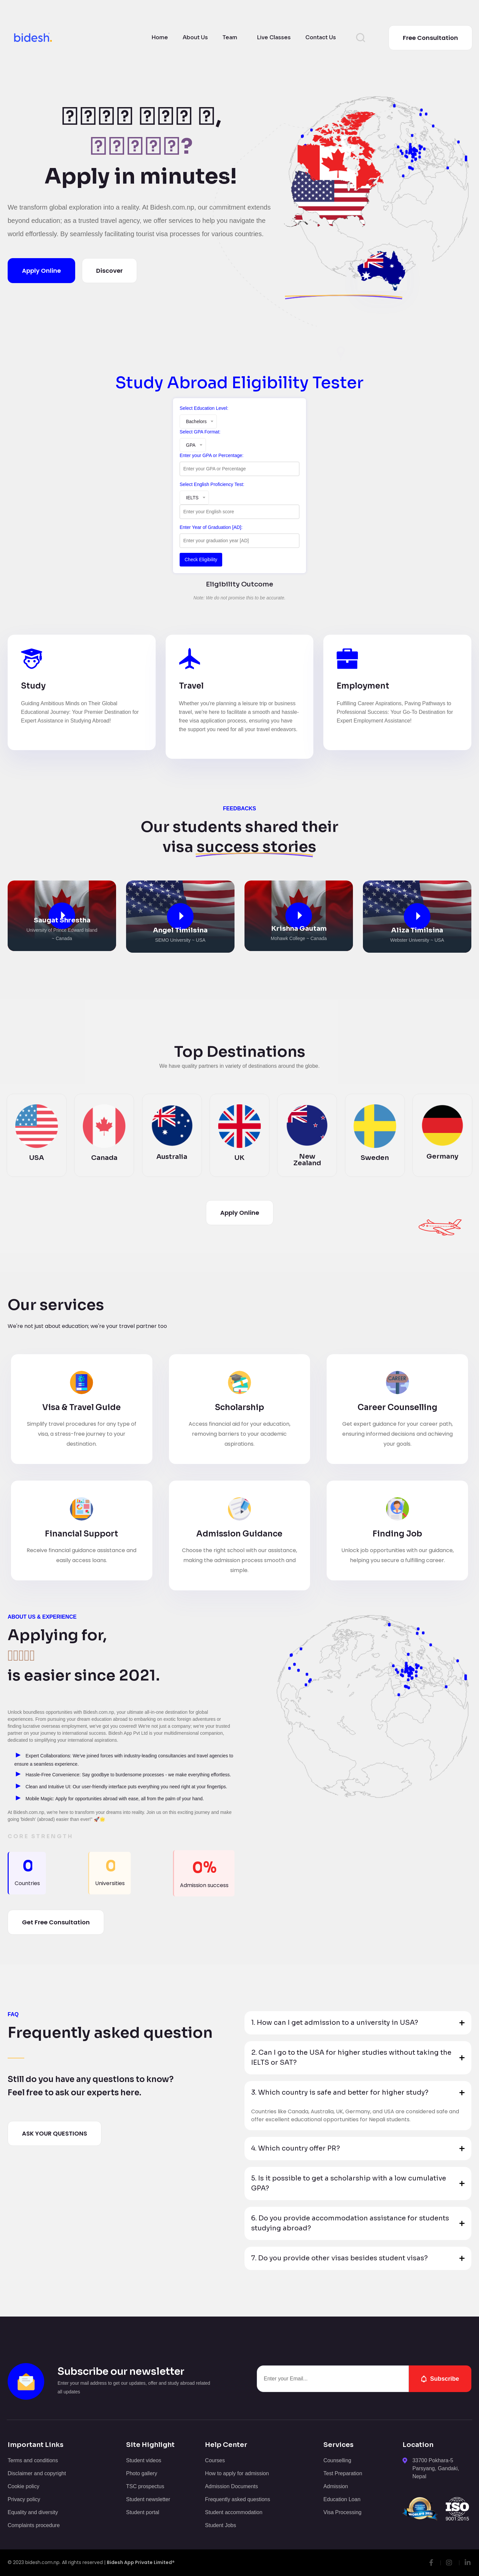 bidesh.
Home
About Us
Team
Live Classes
Contact Us
Free Consultation
Apply in minutes!
We transform global exploration into a reality. At Bidesh.com.np, our commitment extends
beyond education; as a trusted travel agency, we offer services to help you navigate the
world effortlessly. By seamlessly facilitating tourist visa processes for various countries.
Apply Online
Discover
Study Abroad Eligibility Tester
Select Education Level:
Bachelors
Select GPA Format:
GPA
Enter your GPA or Percentage:
Enter your GPA or Percentage
Select English Proficiency Test:
IELTS
Enter your English score
Enter Year of Graduation [AD]:
Enter your graduation year [AD]
Check Eligibility
Eligibility Outcome
Note: We do not promise this to be accurate.
Study
Guiding Ambitious Minds on Their Global
Educational Journey: Your Premier Destination for
Expert Assistance in Studying Abroad!
Travel
Whether you're planning a leisure trip or business
travel, we're here to facilitate a smooth and hassle-
free visa application process, ensuring you have
the support you need for all your travel endeavors.
Employment
Fulfilling Career Aspirations, Paving Pathways to
Professional Success: Your Go-To Destination for
Expert Employment Assistance!
FEEDBACKS
Our students shared their
visa success stories
Saugat Shrestha
University of Prince Edward Island
– Canada
Angel Timilsina
SEMO University – USA
Krishna Gautam
Mohawk College – Canada
Aliza Timilsina
Webster University – USA
Top Destinations
We have quality partners in variety of destinations around the globe.
USA
Canada
Australia
UK
New
Zealand
Sweden
Germany
Apply Online
Our services
We're not just about education; we're your travel partner too
Visa & Travel Guide
Simplify travel procedures for any type of
visa, a stress-free journey to your
destination.
Scholarship
Access financial aid for your education,
removing barriers to your academic
aspirations.
CAREER
Career Counselling
Get expert guidance for your career path,
ensuring informed decisions and achieving
your goals.
Financial Support
Receive financial guidance assistance and
easily access loans.
Admission Guidance
Choose the right school with our assistance,
making the admission process smooth and
simple.
Finding Job
Unlock job opportunities with our guidance,
helping you secure a fulfilling career.
ABOUT US & EXPERIENCE
Applying for,
is easier since 2021.
Unlock boundless opportunities with Bidesh.com.np, your ultimate all-in-one destination for global
experiences. From pursuing your dream education abroad to embarking on exotic foreign adventures or
finding lucrative overseas employment, we've got you covered! We're not just a company; we're your trusted
partner on your journey to international success. Bidesh App Pvt Ltd is your multidimensional companion,
dedicated to simplifying your international aspirations.
Expert Collaborations: We've joined forces with industry-leading consultancies and travel agencies to
ensure a seamless experience.
Hassle-Free Convenience: Say goodbye to burdensome processes - we make everything effortless.
Clean and Intuitive UI: Our user-friendly interface puts everything you need right at your fingertips.
Mobile Magic: Apply for opportunities abroad with ease, all from the palm of your hand.
At Bidesh.com.np, we're here to transform your dreams into reality. Join us on this exciting journey and make
going 'bidesh' (abroad) easier than ever!" 🚀🌟
CORE STRENGTH
0
Countries
0
Universities
0%
Admission success
Get Free Consultation
FAQ
Frequently asked question
Still do you have any questions to know?
Feel free to ask our experts here.
ASK YOUR QUESTIONS
1. How can I get admission to a university in USA?
2. Can I go to the USA for higher studies without taking the
IELTS or SAT?
3. Which country is safe and better for higher study?
Countries like Canada, Australia, UK, Germany, and USA are considered safe and
offer excellent educational opportunities for Nepali students.
4. Which country offer PR?
5. Is it possible to get a scholarship with a low cumulative
GPA?
6. Do you provide accommodation assistance for students
studying abroad?
7. Do you provide other visas besides student visas?
Subscribe our newsletter
Enter your mail address to get our updates, offer and study abroad related
all updates
Enter your Email...
Subscribe
Important Links
Terms and conditions
Disclaimer and copyright
Cookie policy
Privacy policy
Equality and diversity
Complaints procedure
Site Highlight
Student videos
Photo gallery
TSC prospectus
Student newsletter
Student portal
Help Center
Courses
How to apply for admission
Admission Documents
Frequently asked questions
Student accommodation
Student Jobs
Services
Counselling
Test Preparation
Admission
Education Loan
Visa Processing
Location
33700 Pokhara-5
Parsyang, Gandaki,
Nepal
ISO
9001:2015
© 2023 bidesh.com.np. All rights reserved | Bidesh App Private Limited®